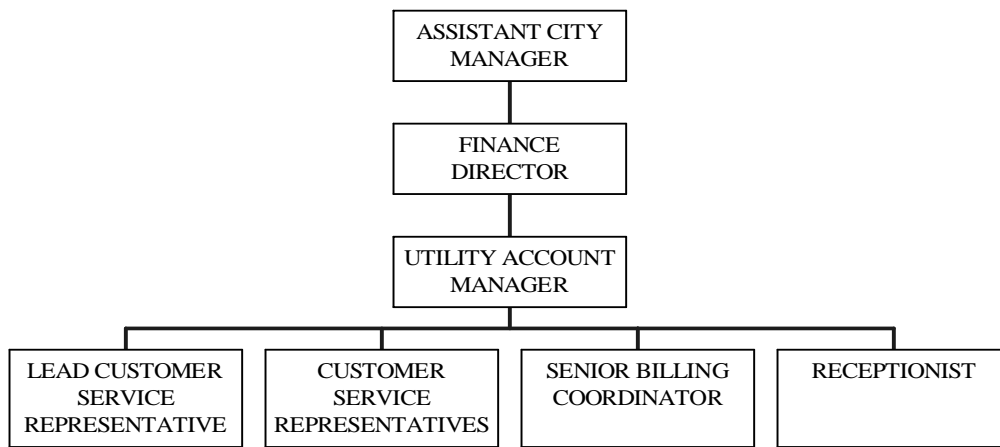 ASSISTANT CITY
MANAGER
FINANCE
DIRECTOR
UTILITY ACCOUNT
MANAGER
LEAD CUSTOMER
SERVICE
REPRESENTATIVE
CUSTOMER
SERVICE
REPRESENTATIVES
SENIOR BILLING
COORDINATOR
RECEPTIONIST